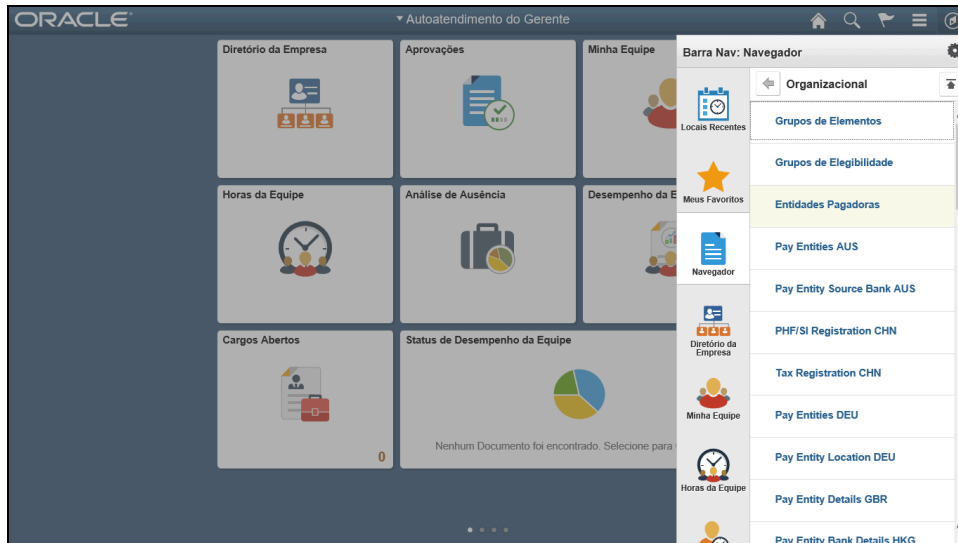 ORACLE
Autoatendimento do Gerente
Diretório da Empresa
Aprovações
Minha Equipe
Horas da Equipe
Análise de Ausência
Desempenho da E
Cargos Abertos
0
Status de Desempenho da Equipe
Nenhum Documento foi encontrado. Selecione para
Barra Nav: Navegador
Locais Recentes
Meus Favoritos
Navegador
Diretório da
Empresa
Minha Equipe
Horas da Equipe
Organizacional
Grupos de Elementos
Grupos de Elegibilidade
Entidades Pagadoras
Pay Entities AUS
Pay Entity Source Bank AUS
PHF/SI Registration CHN
Tax Registration CHN
Pay Entities DEU
Pay Entity Location DEU
Pay Entity Details GBR
Pay Entity Bank Details HKG